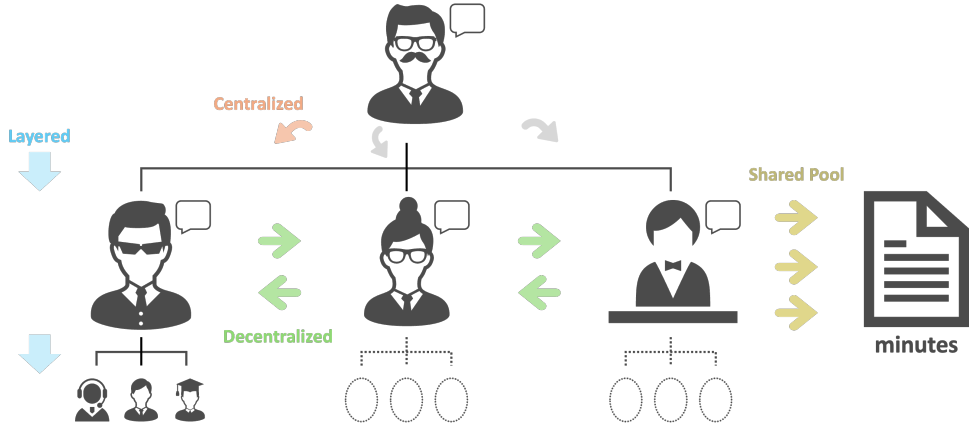 Centralized
Layered
Shared Pool
Decentralized
minutes